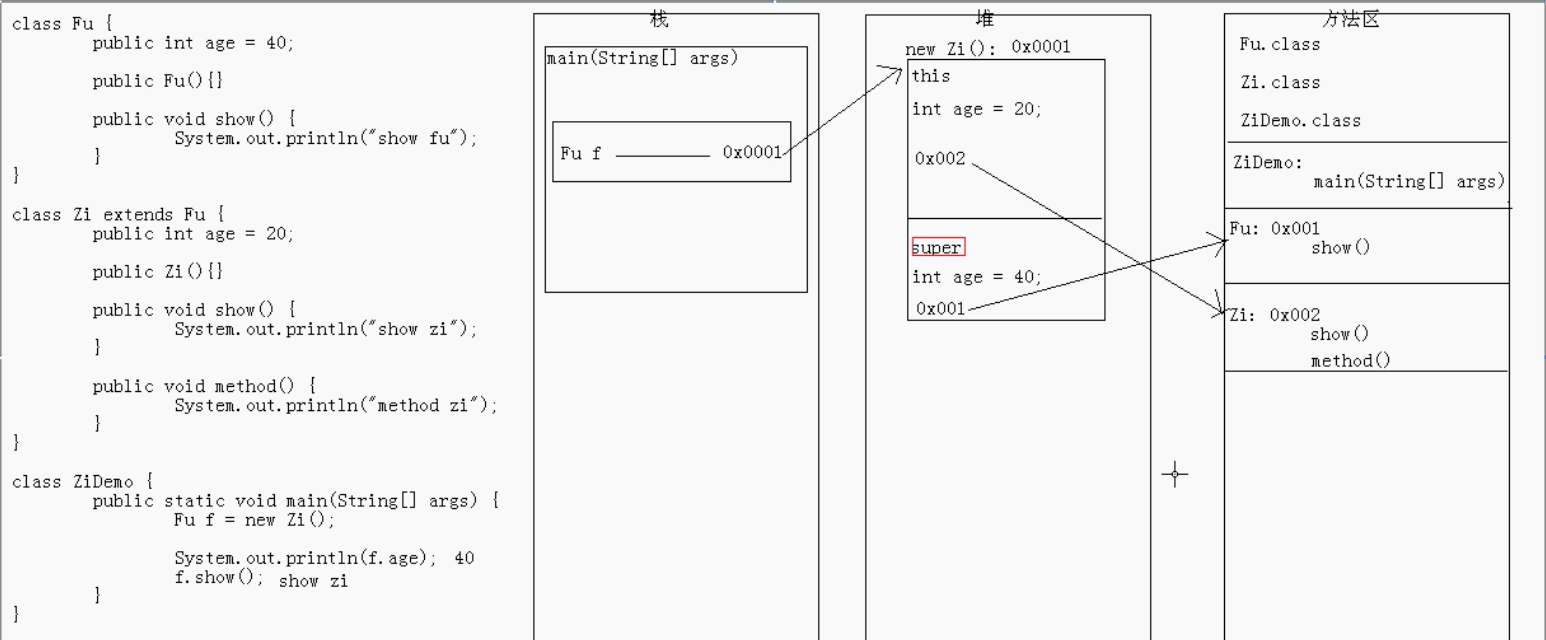 class Fu {
public int age = 40;
public Fu(){}
public void show() {
System.out.println("show fu");
}
}
class Zi extends Fu {
public int age = 20;
public Zi(){}
public void show() {
System.out.println("show zi");
}
public void method() {
System.out.println("method zi");
}
}
class ZiDemo {
public static void main(String[] args) {
Fu f = new Zi();
System.out.println(f.age); 40
f.show(); show zi
}
}
栈
main(String[] args)
Fu f 0x0001
堆
new Zi(): 0x0001
this
int age = 20;
0x002
super
int age = 40;
0x001
方法区
Fu.class
Zi.class
ZiDemo.class
ZiDemo:
main(String[] args)
Fu: 0x001
show()
Zi: 0x002
show()
method()